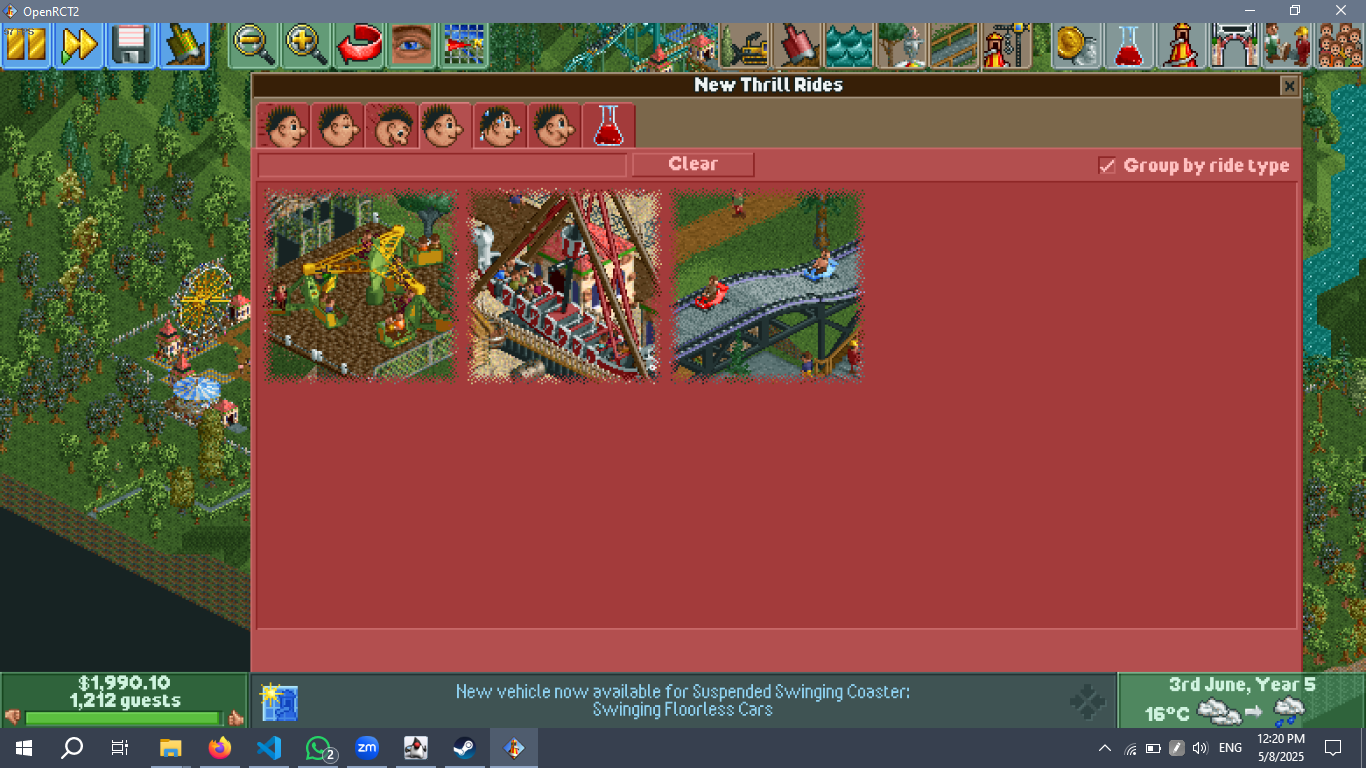 OpenRCT2
New Thrill Rides
Clear
Group by ride type
$1,990.10
1,212 guests
New vehicle now available for Suspended Swinging Coaster:
Swinging Floorless Cars
3rd June, Year 5
16°C
2
zm
ENG
12:20 PM
5/8/2025